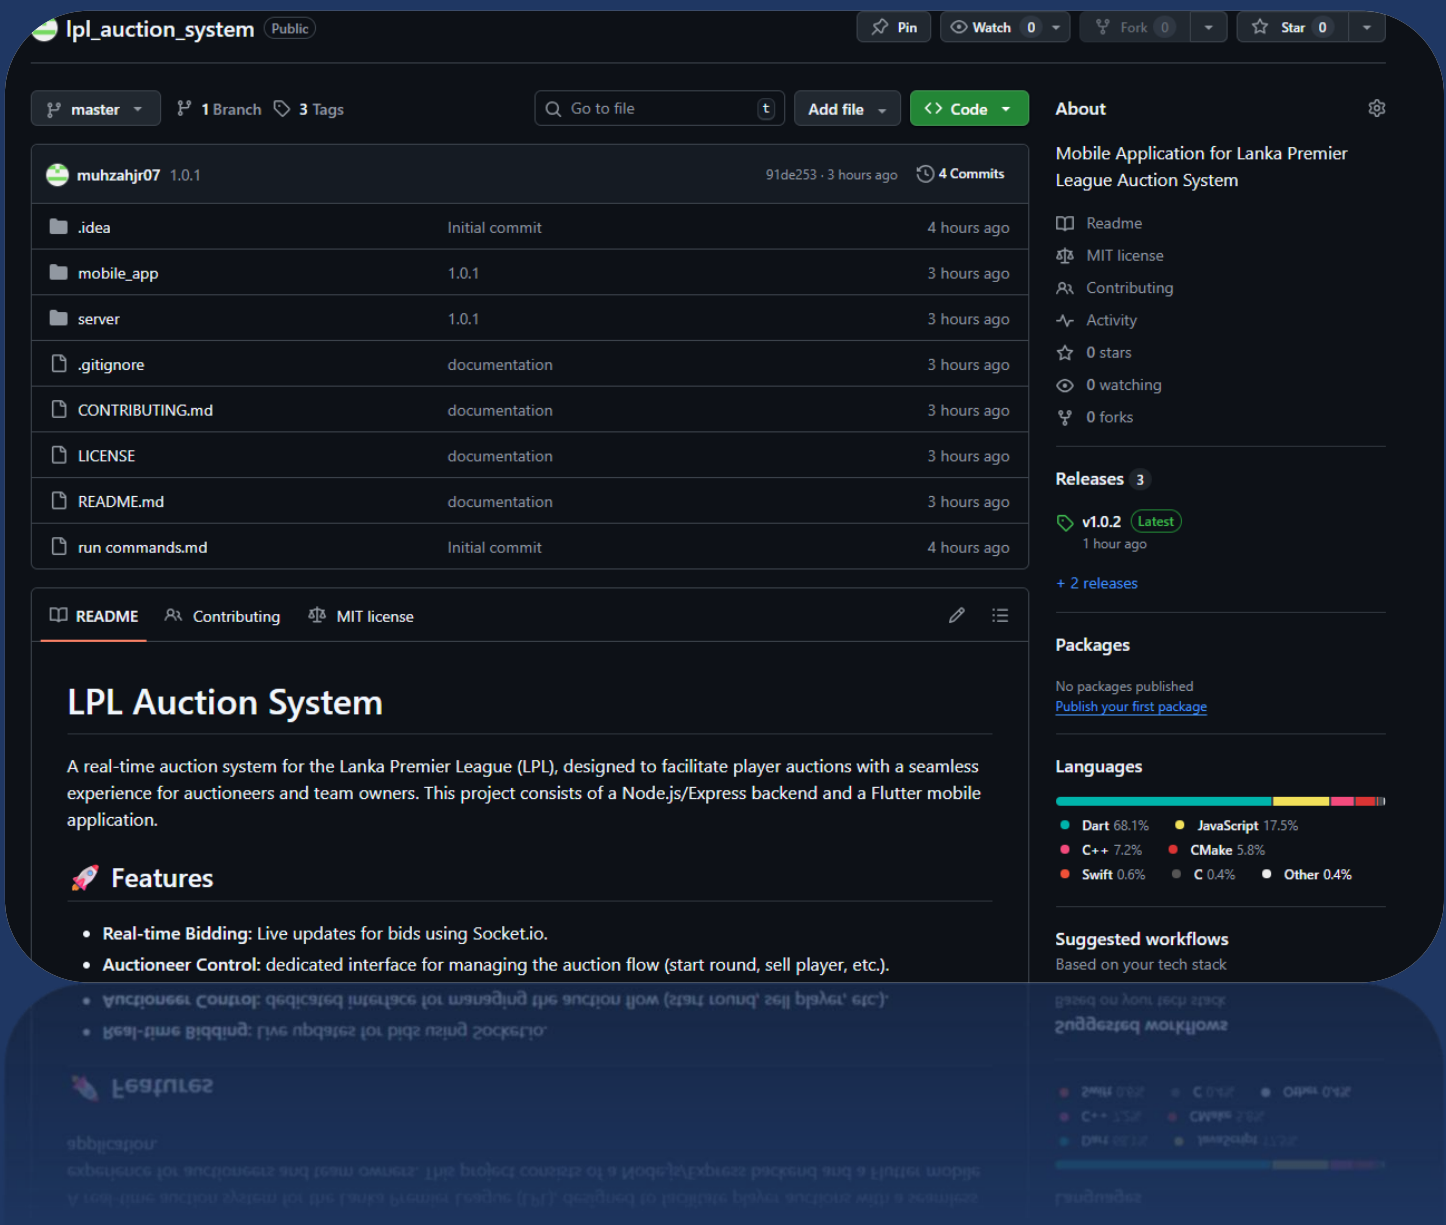 lpl_auction_system Public
Pin Watch 0 Fork 0 Star 0
master 1 Branch 3 Tags Go to file t Add file Code
muhzahjr07 1.0.1 91de253 · 3 hours ago 4 Commits
.idea Initial commit 4 hours ago
mobile_app 1.0.1 3 hours ago
server 1.0.1 3 hours ago
.gitignore documentation 3 hours ago
CONTRIBUTING.md documentation 3 hours ago
LICENSE documentation 3 hours ago
README.md documentation 3 hours ago
run commands.md Initial commit 4 hours ago
README Contributing MIT license
LPL Auction System
A real-time auction system for the Lanka Premier League (LPL), designed to facilitate player auctions with a seamless
experience for auctioneers and team owners. This project consists of a Node.js/Express backend and a Flutter mobile
application.
🚀 Features
• Real-time Bidding: Live updates for bids using Socket.io.
• Auctioneer Control: dedicated interface for managing the auction flow (start round, sell player, etc.).
About
Mobile Application for Lanka Premier
League Auction System
Readme
MIT license
Contributing
Activity
0 stars
0 watching
0 forks
Releases 3
v1.0.2 Latest
1 hour ago
+ 2 releases
Packages
No packages published
Publish your first package
Languages
Dart 68.1% JavaScript 17.5%
C++ 7.2% CMake 5.8%
Swift 0.6% C 0.4% Other 0.4%
Suggested workflows
Based on your tech stack